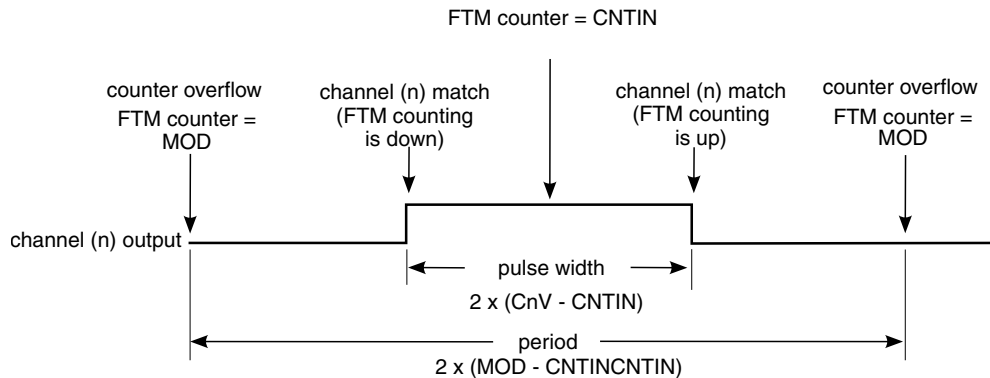 FTM counter = CNTIN
counter overflow
FTM counter =
MOD
channel (n) match
(FTM counting
is down)
channel (n) match
(FTM counting
is up)
counter overflow
FTM counter =
MOD
channel (n) output
pulse width
2 x (CnV - CNTIN)
period
2 x (MOD - CNTINCNTIN)